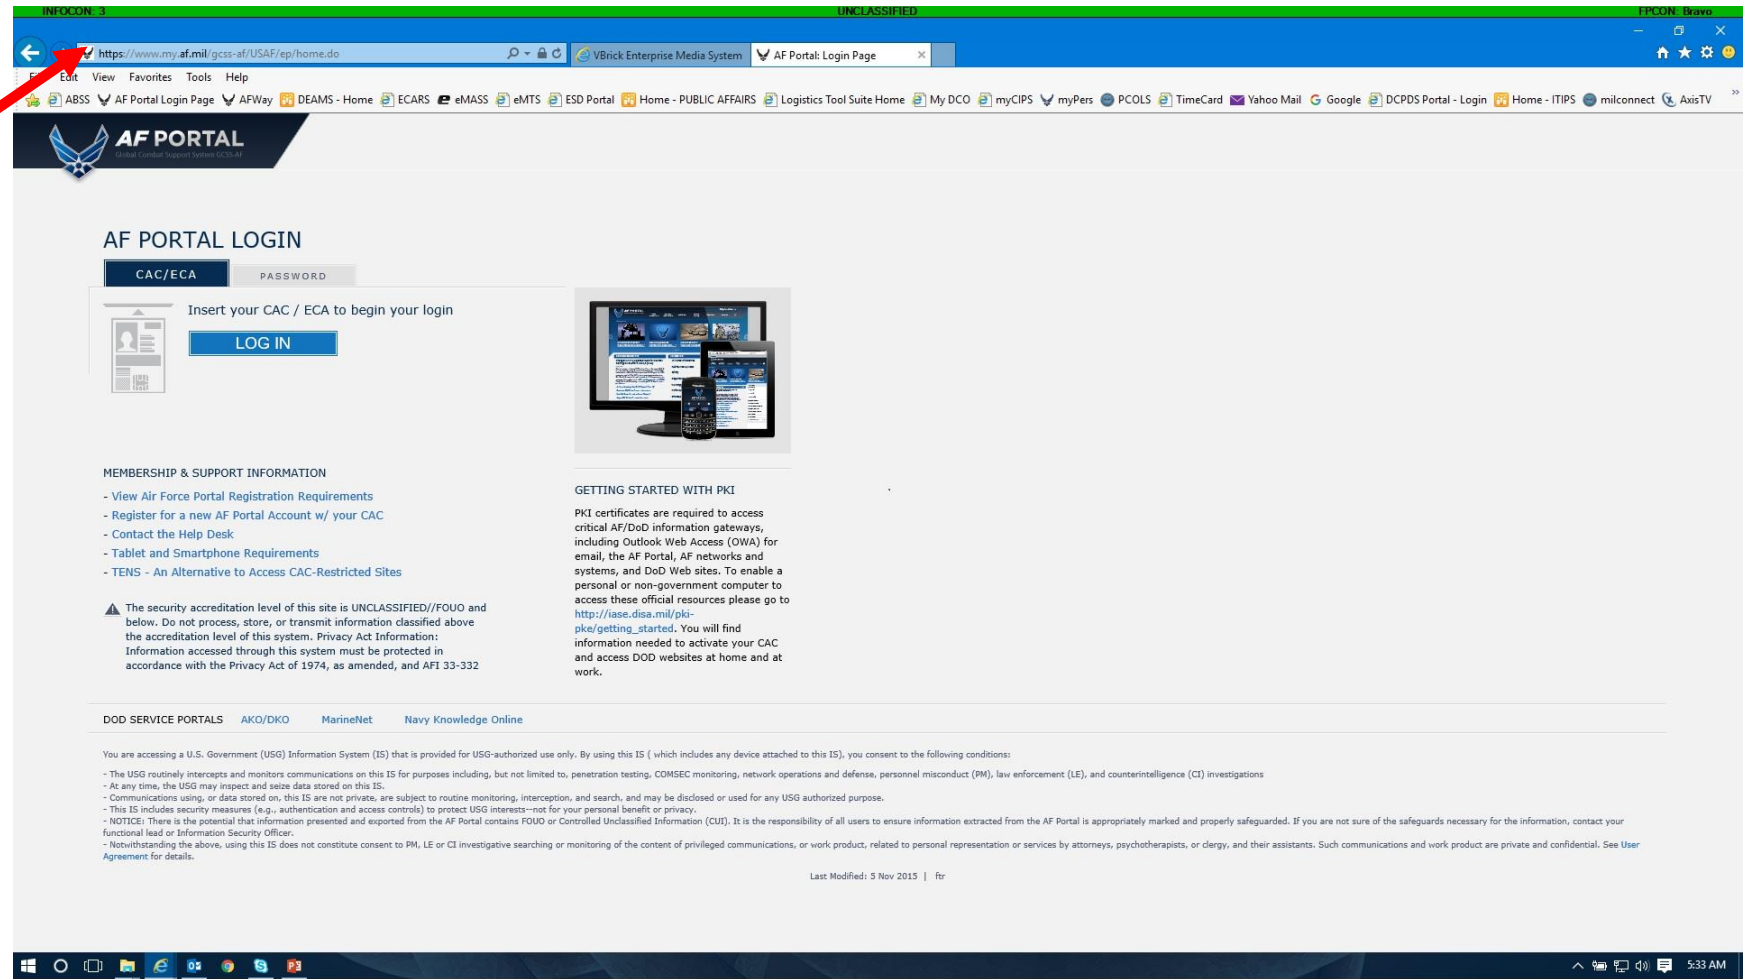 INFOCON: 3 UNCLASSIFIED FPCON: Bravo
https://www.my.af.mil/gcss-af/USAF/ep/home.do VBrick Enterprise Media System AF Portal: Login Page
Edit View Favorites Tools Help
ABSS AF Portal Login Page AFWay DEAMS - Home ECARS eMASS eMTS ESD Portal Home - PUBLIC AFFAIRS Logistics Tool Suite Home My DCO myCIPS myPers PCOLS TimeCard Yahoo Mail Google DCPDS Portal - Login Home - ITIPS milconnect AxisTV
AF PORTAL
Global Combat Support System GCSS-AF
AF PORTAL LOGIN
CAC/ECA PASSWORD
Insert your CAC / ECA to begin your login
LOG IN
MEMBERSHIP & SUPPORT INFORMATION
- View Air Force Portal Registration Requirements
- Register for a new AF Portal Account w/ your CAC
- Contact the Help Desk
- Tablet and Smartphone Requirements
- TENS - An Alternative to Access CAC-Restricted Sites
The security accreditation level of this site is UNCLASSIFIED//FOUO and
below. Do not process, store, or transmit information classified above
the accreditation level of this system. Privacy Act Information:
Information accessed through this system must be protected in
accordance with the Privacy Act of 1974, as amended, and AFI 33-332
GETTING STARTED WITH PKI
PKI certificates are required to access
critical AF/DoD information gateways,
including Outlook Web Access (OWA) for
email, the AF Portal, AF networks and
systems, and DoD Web sites. To enable a
personal or non-government computer to
access these official resources please go to
http://iase.disa.mil/pki-
pke/getting_started. You will find
information needed to activate your CAC
and access DOD websites at home and at
work.
DOD SERVICE PORTALS AKO/DKO MarineNet Navy Knowledge Online
You are accessing a U.S. Government (USG) Information System (IS) that is provided for USG-authorized use only. By using this IS ( which includes any device attached to this IS), you consent to the following conditions:
- The USG routinely intercepts and monitors communications on this IS for purposes including, but not limited to, penetration testing, COMSEC monitoring, network operations and defense, personnel misconduct (PM), law enforcement (LE), and counterintelligence (CI) investigations
- At any time, the USG may inspect and seize data stored on this IS.
- Communications using, or data stored on, this IS are not private, are subject to routine monitoring, interception, and search, and may be disclosed or used for any USG authorized purpose.
- This IS includes security measures (e.g., authentication and access controls) to protect USG interests--not for your personal benefit or privacy.
- NOTICE: There is the potential that information presented and exported from the AF Portal contains FOUO or Controlled Unclassified Information (CUI). It is the responsibility of all users to ensure information extracted from the AF Portal is appropriately marked and properly safeguarded. If you are not sure of the safeguards necessary for the information, contact your
functional lead or Information Security Officer.
- Notwithstanding the above, using this IS does not constitute consent to PM, LE or CI investigative searching or monitoring of the content of privileged communications, or work product, related to personal representation or services by attorneys, psychotherapists, or clergy, and their assistants. Such communications and work product are private and confidential. See User
Agreement for details.
Last Modified: 5 Nov 2015 | ftr
5:33 AM